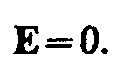 E = 0.